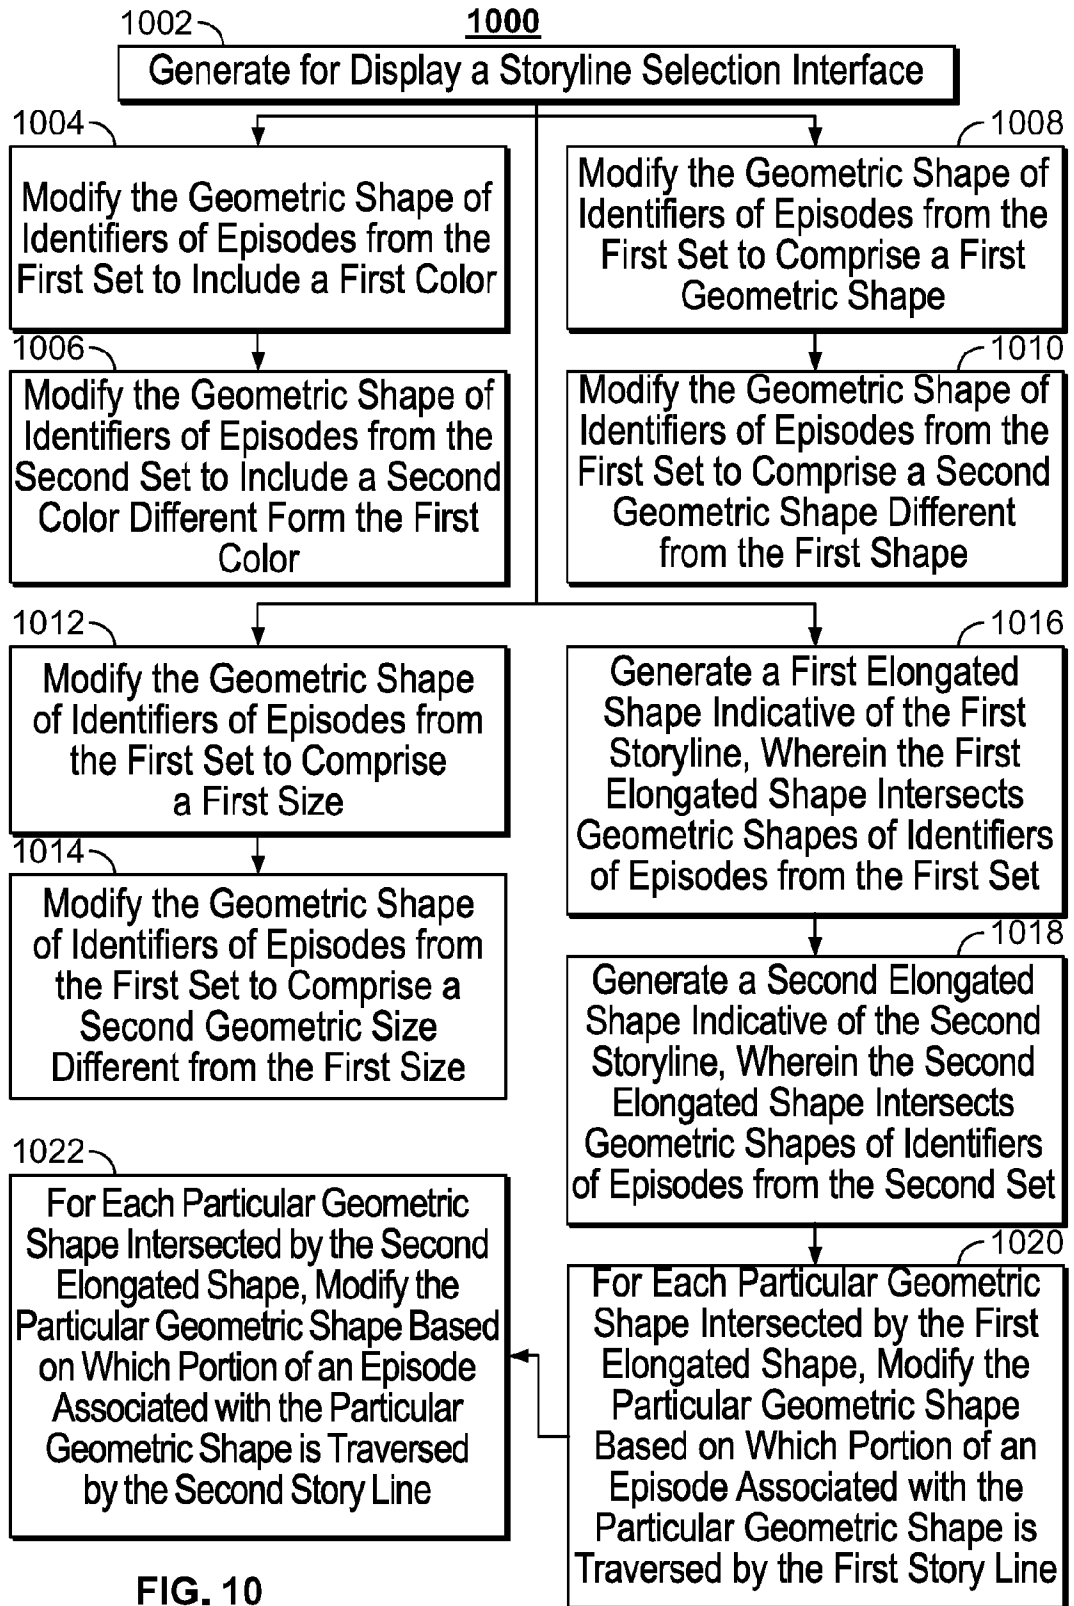 1000
1002
Generate for Display a Storyline Selection Interface
1004
Modify the Geometric Shape of
Identifiers of Episodes from the
First Set to Include a First Color
1006
Modify the Geometric Shape of
Identifiers of Episodes from the
Second Set to Include a Second
Color Different Form the First
Color
1008
Modify the Geometric Shape of
Identifiers of Episodes from the
First Set to Comprise a First
Geometric Shape
1010
Modify the Geometric Shape of
Identifiers of Episodes from the
First Set to Comprise a Second
Geometric Shape Different
from the First Shape
1012
Modify the Geometric Shape
of Identifiers of Episodes from
the First Set to Comprise
a First Size
1014
Modify the Geometric Shape
of Identifiers of Episodes from
the First Set to Comprise a
Second Geometric Size
Different from the First Size
1016
Generate a First Elongated
Shape Indicative of the First
Storyline, Wherein the First
Elongated Shape Intersects
Geometric Shapes of Identifiers
of Episodes from the First Set
1018
Generate a Second Elongated
Shape Indicative of the Second
Storyline, Wherein the Second
Elongated Shape Intersects
Geometric Shapes of Identifiers
of Episodes from the Second Set
1020
For Each Particular Geometric
Shape Intersected by the First
Elongated Shape, Modify the
Particular Geometric Shape
Based on Which Portion of an
Episode Associated with the
Particular Geometric Shape is
Traversed by the First Story Line
1022
For Each Particular Geometric
Shape Intersected by the Second
Elongated Shape, Modify the
Particular Geometric Shape Based
on Which Portion of an Episode
Associated with the Particular
Geometric Shape is Traversed
by the Second Story Line
FIG. 10